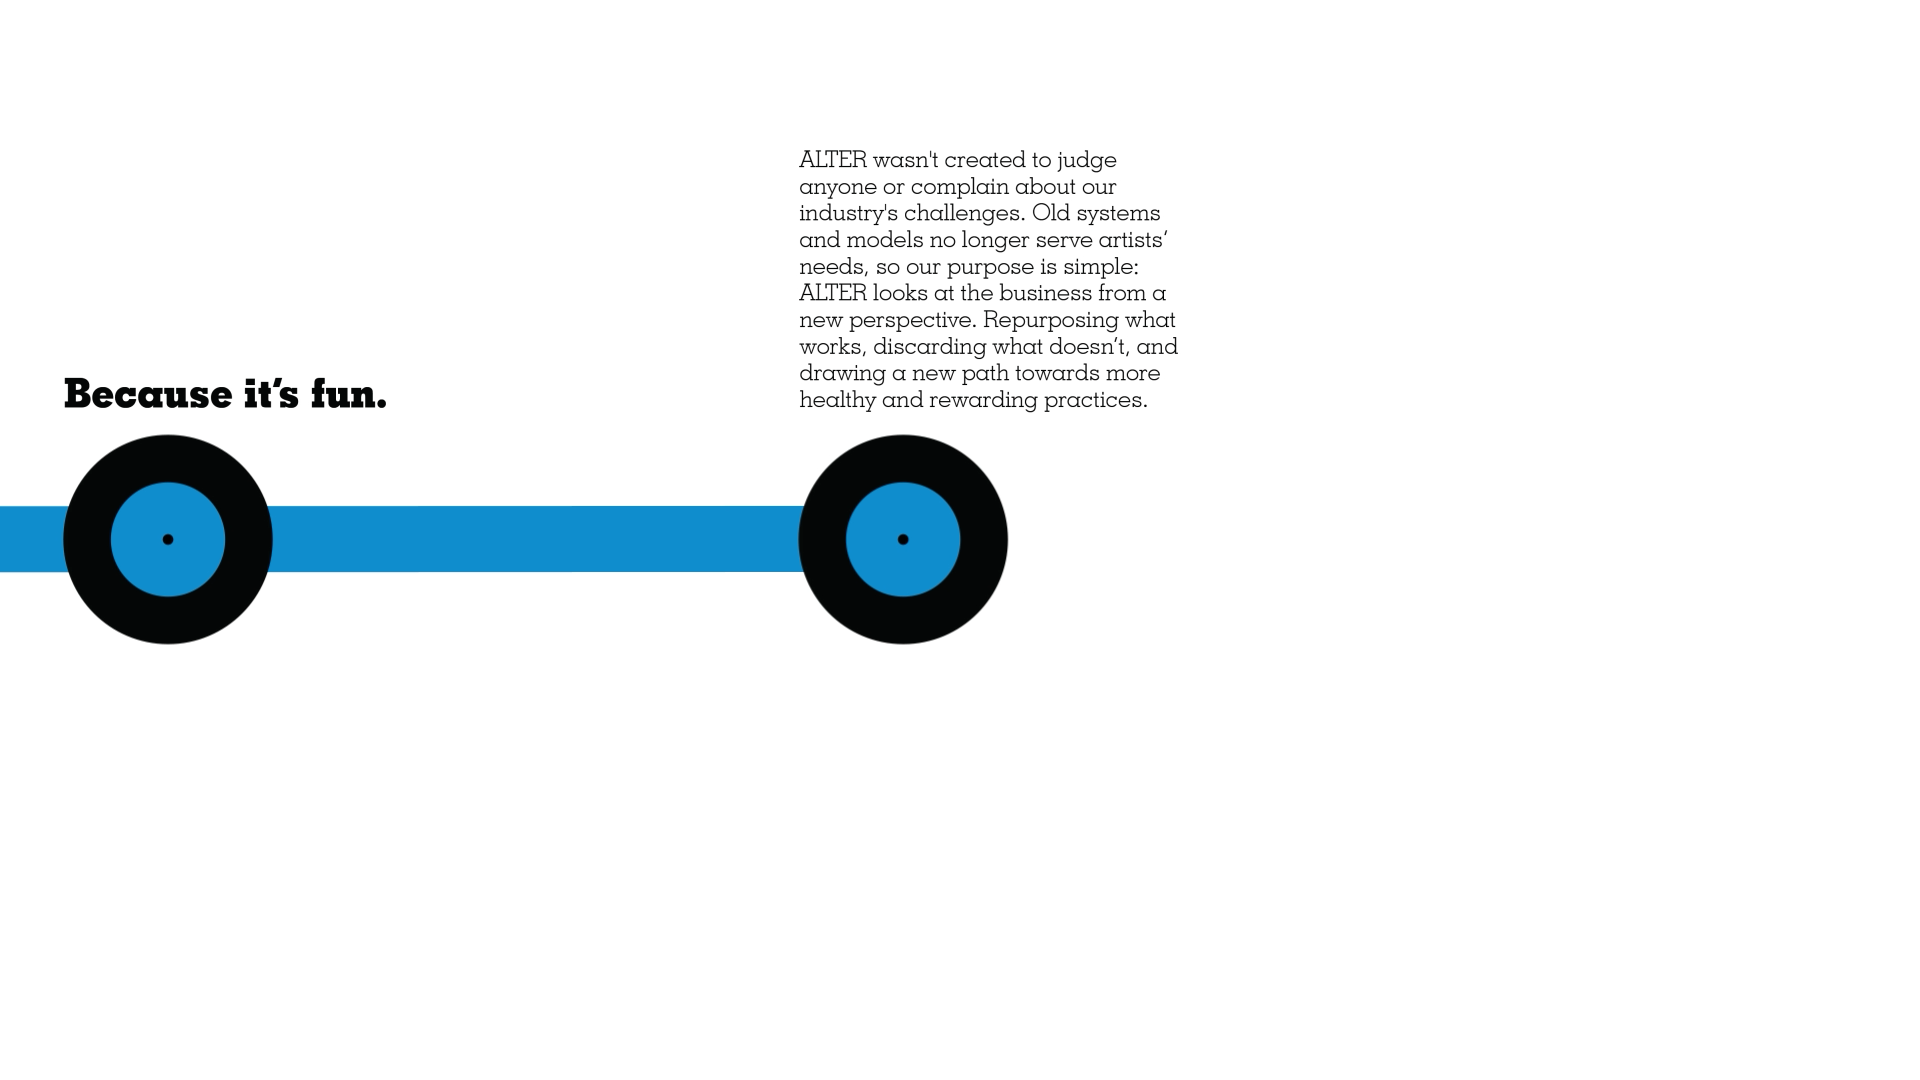 Because it’s fun.
ALTER wasn't created to judge
anyone or complain about our
industry's challenges. Old systems
and models no longer serve artists’
needs, so our purpose is simple:
ALTER looks at the business from a
new perspective. Repurposing what
works, discarding what doesn’t, and
drawing a new path towards more
healthy and rewarding practices.